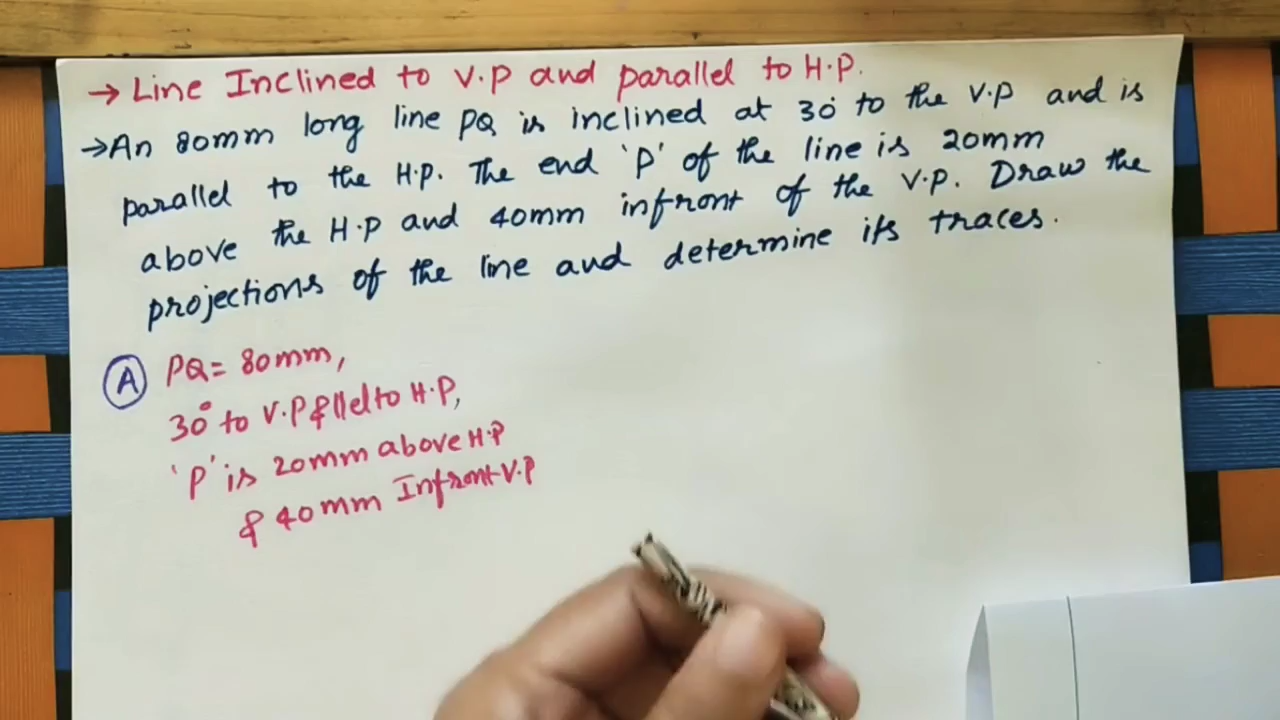 → Line Inclined to V.P and parallel to H.P.
→ An 80mm long line PQ is inclined at 30° to the V.P and is
parallel to the H.P. The end 'P' of the line is 20mm
above the H.P and 40mm infront of the V.P. Draw the
projections of the line and determine its traces.
A PQ = 80mm,
30° to V.P & llel to H.P,
'P' is 20mm above H.P
& 40mm Infront V.P